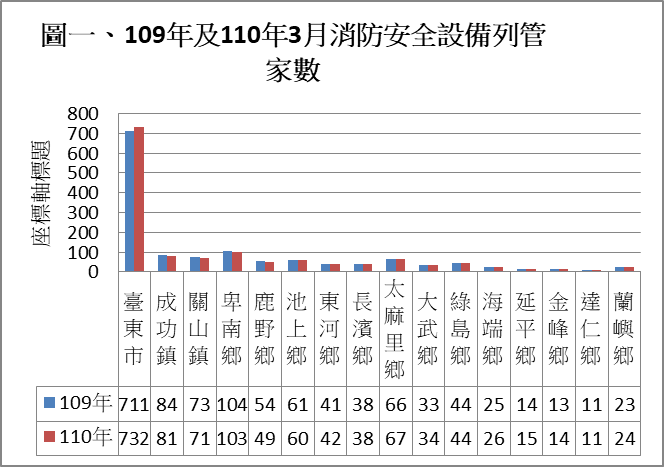 圖一、109年及110年3月消防安全設備列管
家數
座標軸標題
800
700
600
500
400
300
200
100
0
臺東市 成功鎮 關山鎮 卑南鄉 鹿野鄉 池上鄉 東河鄉 長濱鄉 太麻里鄉 大武鄉 綠島鄉 海端鄉 延平鄉 金峰鄉 達仁鄉 蘭嶼鄉
109年 711 84 73 104 54 61 41 38 66 33 44 25 14 13 11 23
110年 732 81 71 103 49 60 42 38 67 34 44 26 15 14 11 24